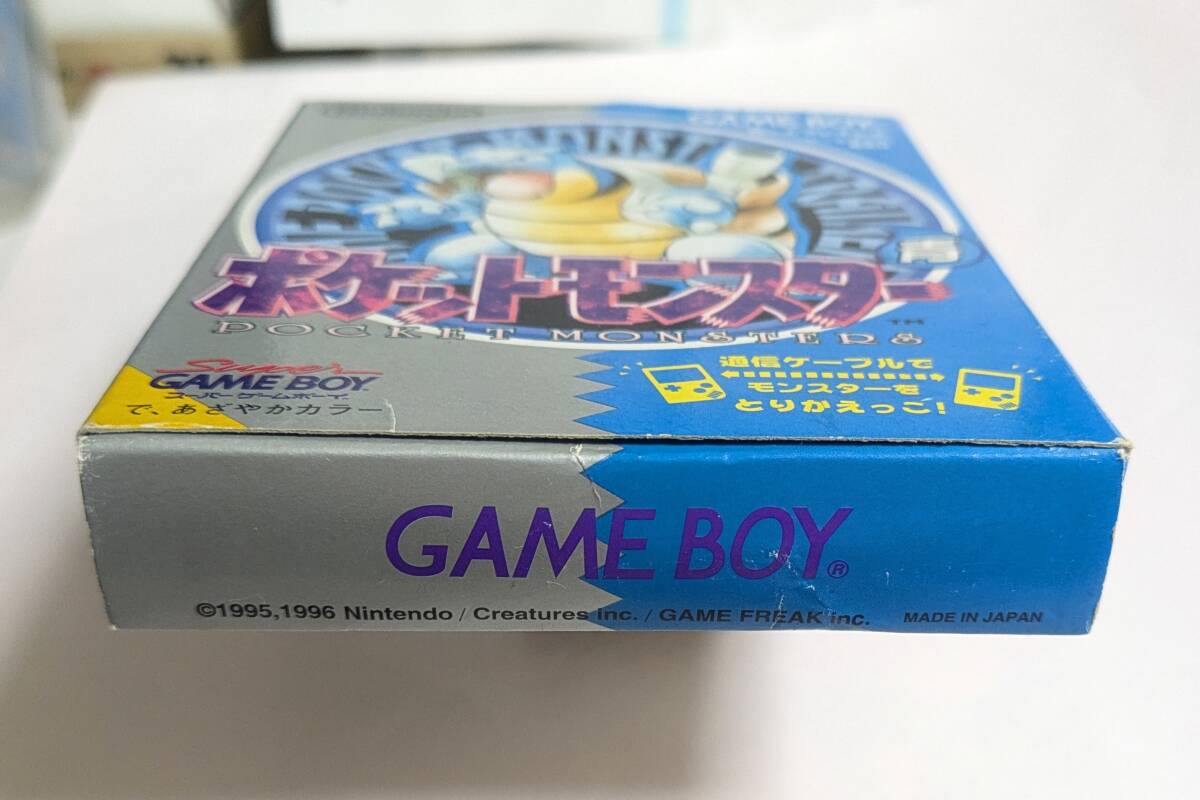 GAME BOY
青
ポケットモンスター
TM
POCKET MONSTERS
Super
GAME BOY
スーパーゲームボーイ
で、あざやかカラー
通信ケーブルで
モンスターを
とりかえっこ!
GAME BOY®
©1995,1996 Nintendo / Creatures inc. / GAME FREAK inc. MADE IN JAPAN